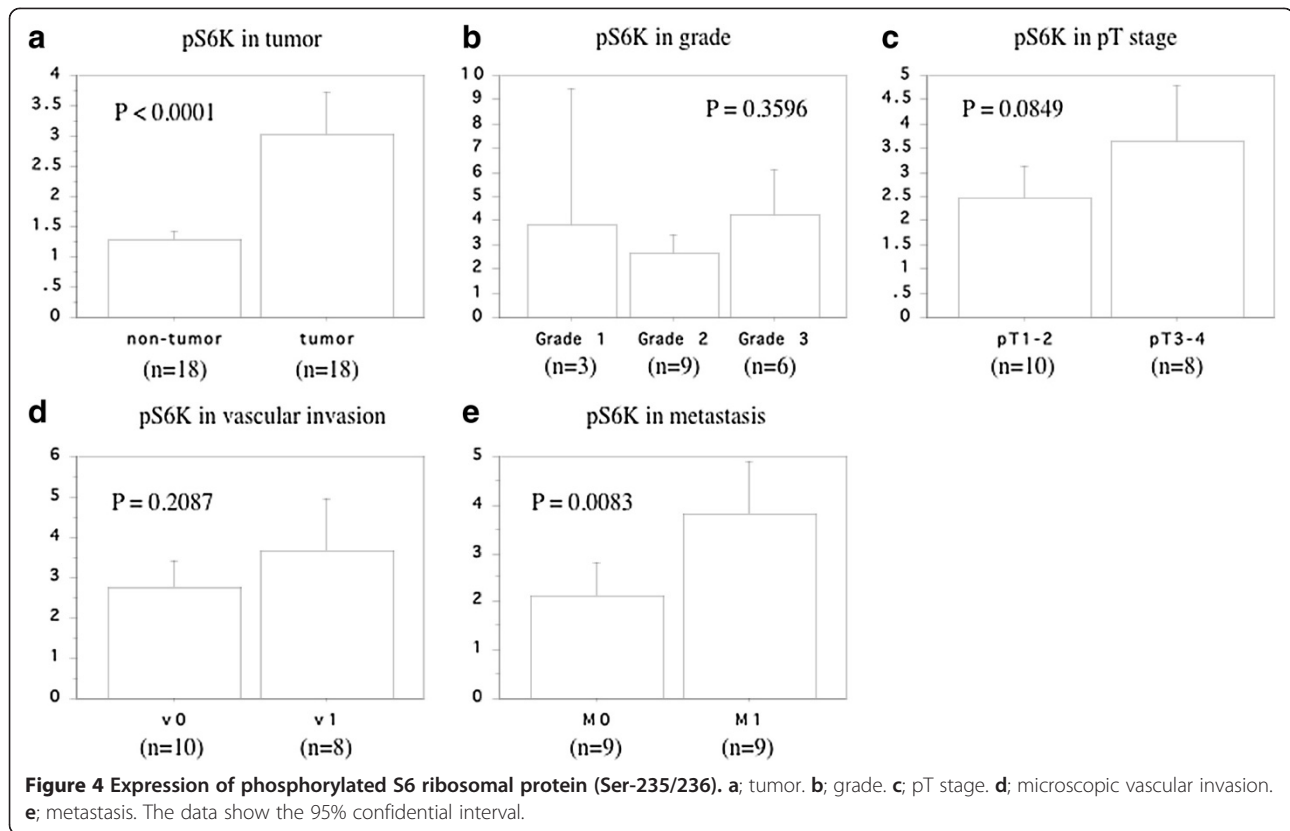 a
pS6K in tumor
4
3.5
3
2.5
2
1.5
1
.5
0
P < 0.0001
non-tumor tumor
(n=18) (n=18)
b
pS6K in grade
10
9
8
7
6
5
4
3
2
1
0
P = 0.3596
Grade 1 Grade 2 Grade 3
(n=3) (n=9) (n=6)
c
pS6K in pT stage
5
4.5
4
3.5
3
2.5
2
1.5
1
.5
0
P = 0.0849
pT1-2 pT3-4
(n=10) (n=8)
d
pS6K in vascular invasion
6
5
4
3
2
1
0
P = 0.2087
v0 v1
(n=10) (n=8)
e
pS6K in metastasis
5
4
3
2
1
0
P = 0.0083
M0 M1
(n=9) (n=9)
Figure 4 Expression of phosphorylated S6 ribosomal protein (Ser-235/236). a; tumor. b; grade. c; pT stage. d; microscopic vascular invasion.
e; metastasis. The data show the 95% confidential interval.